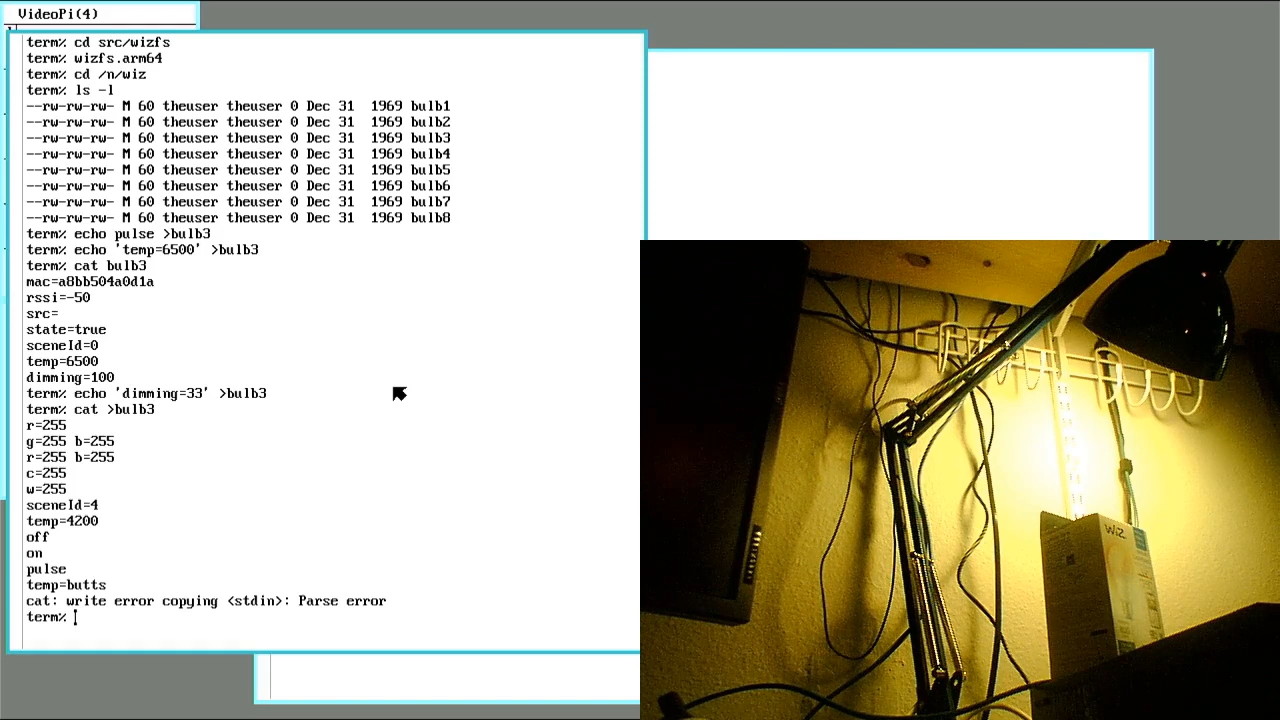 VideoPi(4)
term% cd src/wizfs
term% wizfs.arm64
term% cd /n/wiz
term% ls -l
--rw-rw-rw- M 60 theuser theuser 0 Dec 31  1969 bulb1
--rw-rw-rw- M 60 theuser theuser 0 Dec 31  1969 bulb2
--rw-rw-rw- M 60 theuser theuser 0 Dec 31  1969 bulb3
--rw-rw-rw- M 60 theuser theuser 0 Dec 31  1969 bulb4
--rw-rw-rw- M 60 theuser theuser 0 Dec 31  1969 bulb5
--rw-rw-rw- M 60 theuser theuser 0 Dec 31  1969 bulb6
--rw-rw-rw- M 60 theuser theuser 0 Dec 31  1969 bulb7
--rw-rw-rw- M 60 theuser theuser 0 Dec 31  1969 bulb8
term% echo pulse >bulb3
term% echo 'temp=6500' >bulb3
term% cat bulb3
mac=a8bb504a0d1a
rssi=-50
src=
state=true
sceneId=0
temp=6500
dimming=100
term% echo 'dimming=33' >bulb3
term% cat >bulb3
r=255
g=255 b=255
r=255 b=255
c=255
w=255
sceneId=4
temp=4200
off
on
pulse
temp=butts
cat: write error copying <stdin>: Parse error
term%
WiZ